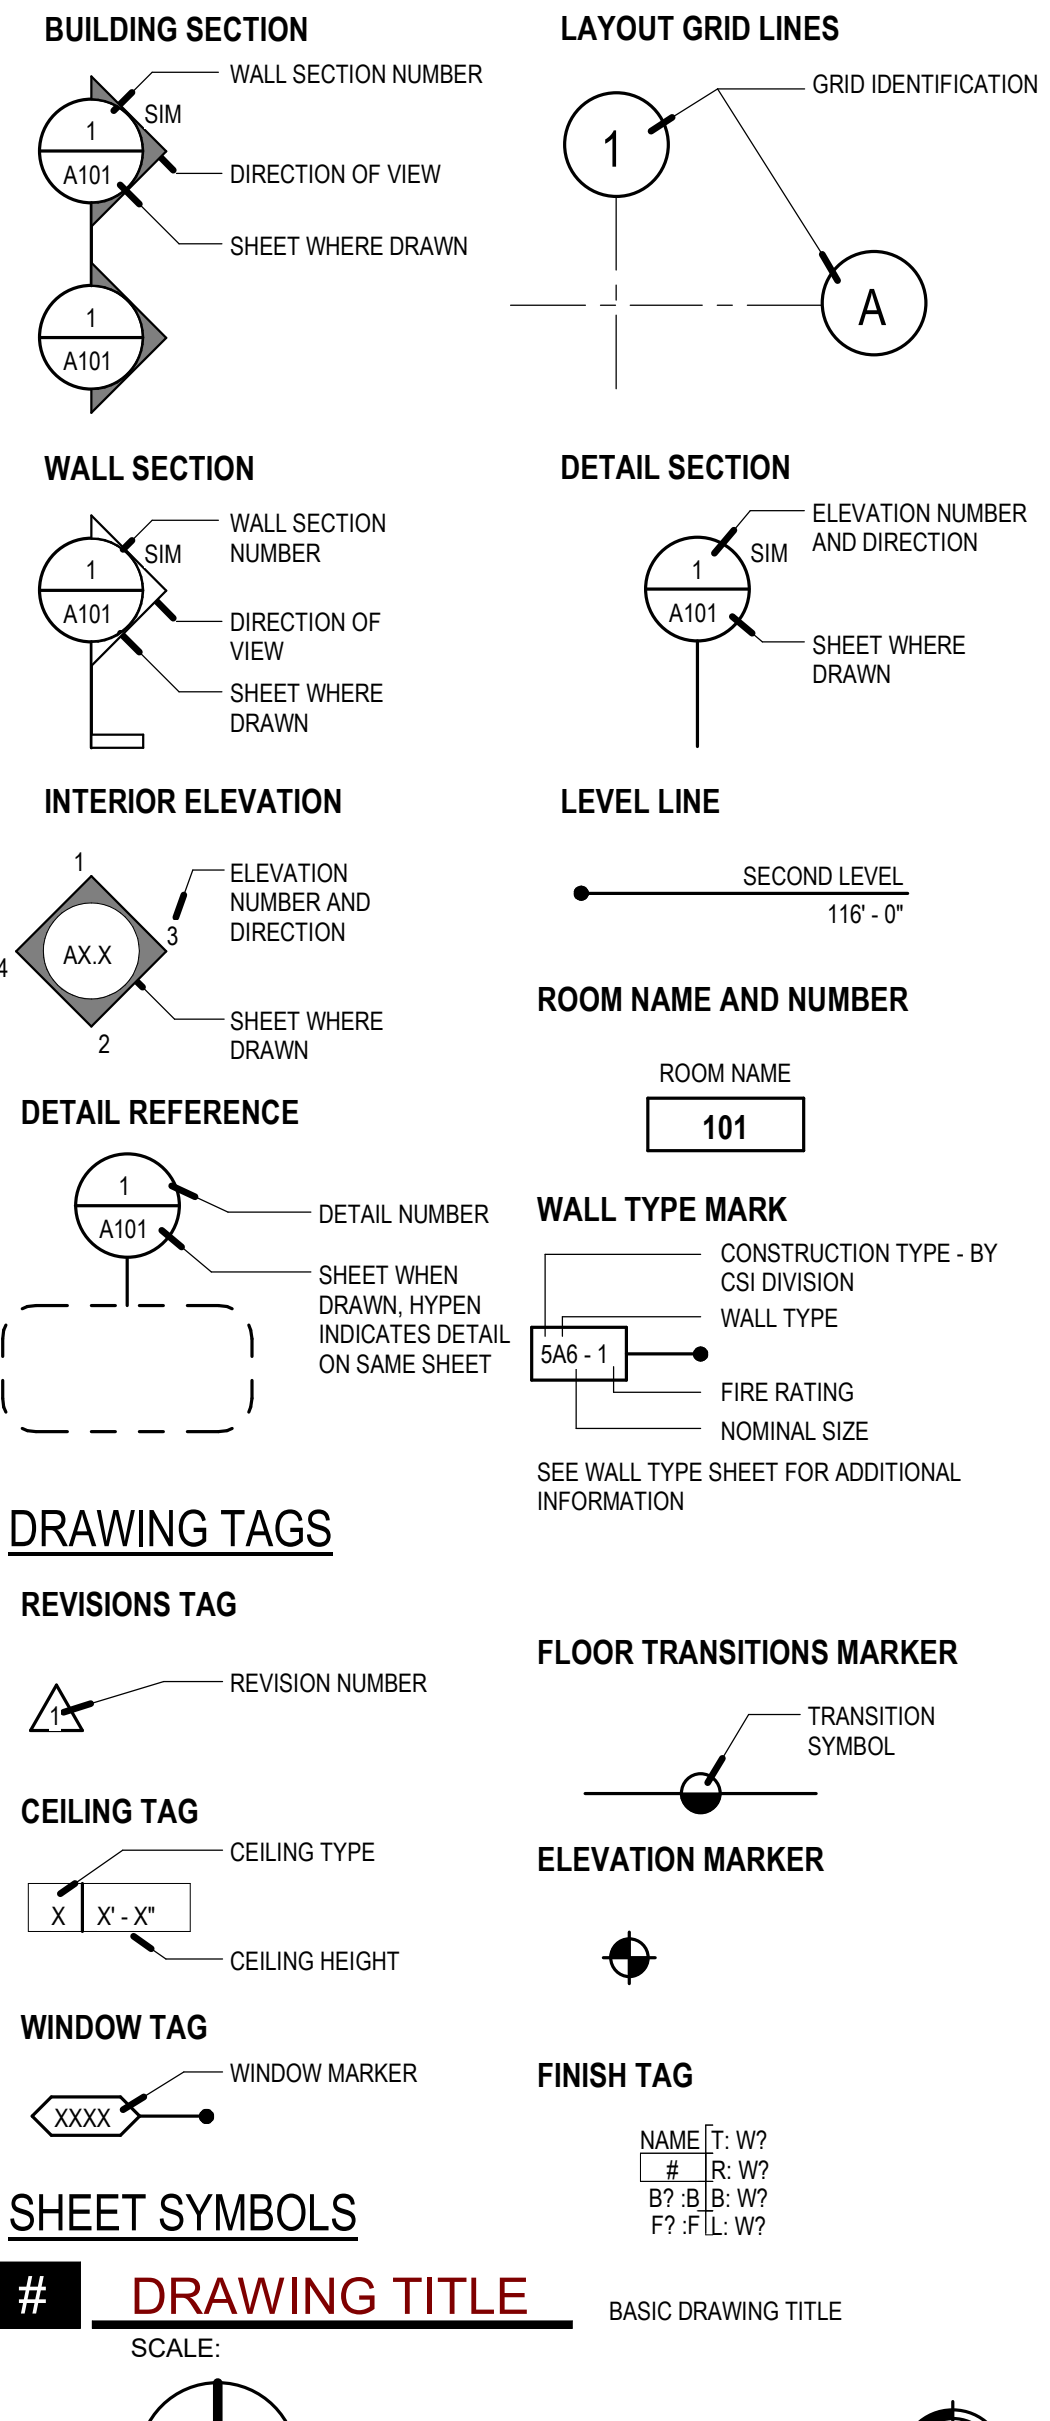 BUILDING SECTION
WALL SECTION NUMBER
SIM
1
A101
DIRECTION OF VIEW
SHEET WHERE DRAWN
1
A101
LAYOUT GRID LINES
GRID IDENTIFICATION
1
A
WALL SECTION
WALL SECTION
NUMBER
SIM
1
A101
DIRECTION OF
VIEW
SHEET WHERE
DRAWN
DETAIL SECTION
ELEVATION NUMBER
AND DIRECTION
SIM
1
A101
SHEET WHERE
DRAWN
INTERIOR ELEVATION
1
ELEVATION
NUMBER AND
DIRECTION
3
AX.X
4
SHEET WHERE
DRAWN
2
LEVEL LINE
SECOND LEVEL
116' - 0"
ROOM NAME AND NUMBER
ROOM NAME
101
DETAIL REFERENCE
1
A101
DETAIL NUMBER
SHEET WHEN
DRAWN, HYPEN
INDICATES DETAIL
ON SAME SHEET
WALL TYPE MARK
CONSTRUCTION TYPE - BY
CSI DIVISION
WALL TYPE
5A6 - 1
FIRE RATING
NOMINAL SIZE
SEE WALL TYPE SHEET FOR ADDITIONAL
INFORMATION
DRAWING TAGS
REVISIONS TAG
REVISION NUMBER
1
FLOOR TRANSITIONS MARKER
TRANSITION
SYMBOL
CEILING TAG
CEILING TYPE
X X' - X"
CEILING HEIGHT
ELEVATION MARKER
WINDOW TAG
WINDOW MARKER
XXXX
FINISH TAG
NAME T: W?
# R: W?
B? :B B: W?
F? :F L: W?
SHEET SYMBOLS
# DRAWING TITLE
BASIC DRAWING TITLE
SCALE: